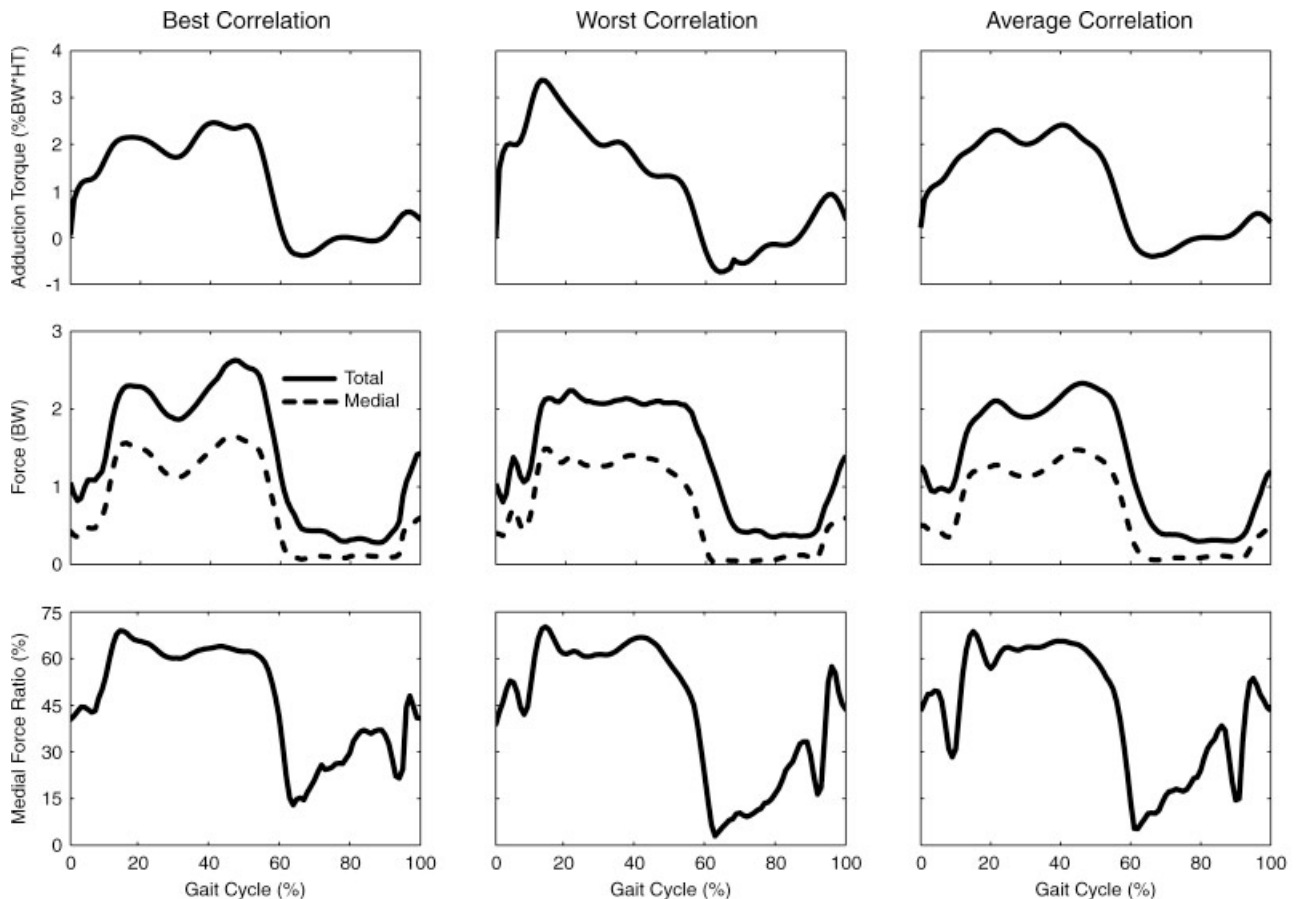 Best Correlation
Worst Correlation
Average Correlation
Adduction Torque (%BW*HT)
4
3
2
1
0
-1
Force (BW)
3
2
1
0
Total
Medial
Medial Force Ratio (%)
75
60
45
30
15
0
0 20 40 60 80 100
0 20 40 60 80 100
0 20 40 60 80 100
Gait Cycle (%)
Gait Cycle (%)
Gait Cycle (%)